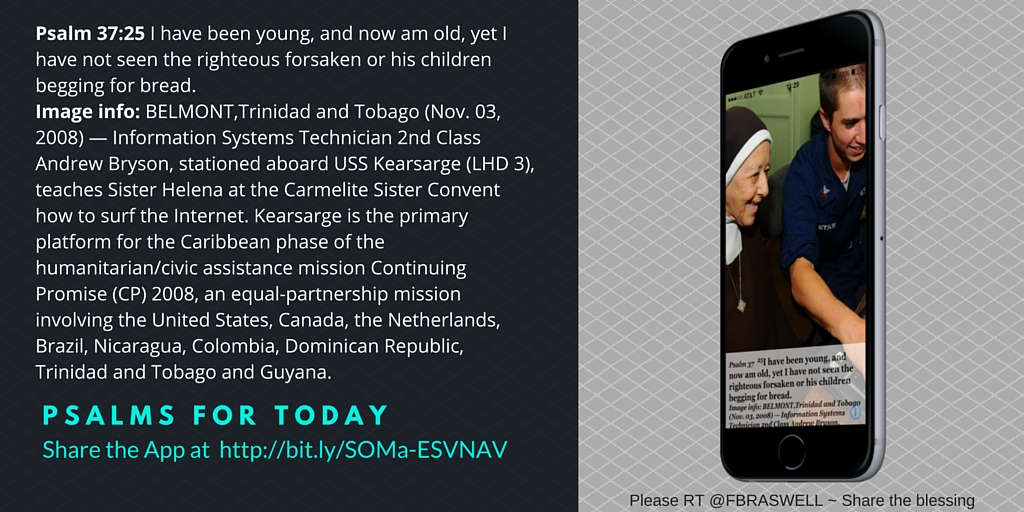 Psalm 37:25 I have been young, and now am old, yet I
have not seen the righteous forsaken or his children
begging for bread.
Image info: BELMONT,Trinidad and Tobago (Nov. 03,
2008) — Information Systems Technician 2nd Class
Andrew Bryson, stationed aboard USS Kearsarge (LHD 3),
teaches Sister Helena at the Carmelite Sister Convent
how to surf the Internet. Kearsarge is the primary
platform for the Caribbean phase of the
humanitarian/civic assistance mission Continuing
Promise (CP) 2008, an equal-partnership mission
involving the United States, Canada, the Netherlands,
Brazil, Nicaragua, Colombia, Dominican Republic,
Trinidad and Tobago and Guyana.
PSALMS FOR TODAY
Share the App at http://bit.ly/SOMa-ESVNAV
AT&T
Psalm 37 25I have been young, and
now am old, yet I have not seen the
righteous forsaken or his children
begging for bread.
Image info: BELMONT,Trinidad and Tobago
(Nov. 03, 2008) — Information Systems
Technician 2nd Class Andrew Bryson,
Please RT @FBRASWELL ~ Share the blessing